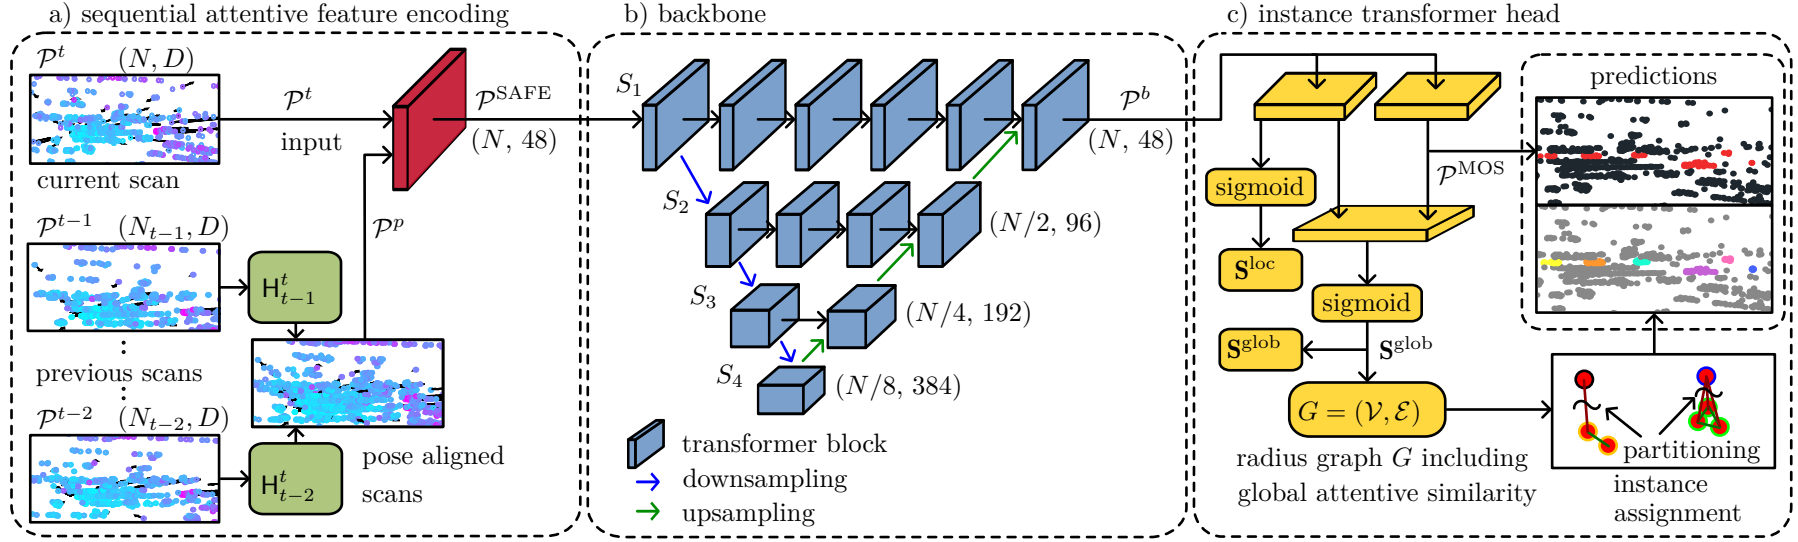 a) sequential attentive feature encoding
𝒫^t (N, D)
𝒫^t
input
𝒫^SAFE
(N, 48)
current scan
𝒫^p
𝒫^{t−1} (N_{t−1}, D)
H^t_{t−1}
previous scans
𝒫^{t−2} (N_{t−2}, D)
H^t_{t−2}
pose aligned
scans
b) backbone
S_1
𝒫^b
(N, 48)
S_2
(N/2, 96)
S_3
(N/4, 192)
S_4
(N/8, 384)
transformer block
downsampling
upsampling
c) instance transformer head
predictions
𝒫^MOS
sigmoid
S^loc
sigmoid
S^glob
S^glob
G = (𝒱, ℰ)
radius graph G including
global attentive similarity
partitioning
instance
assignment